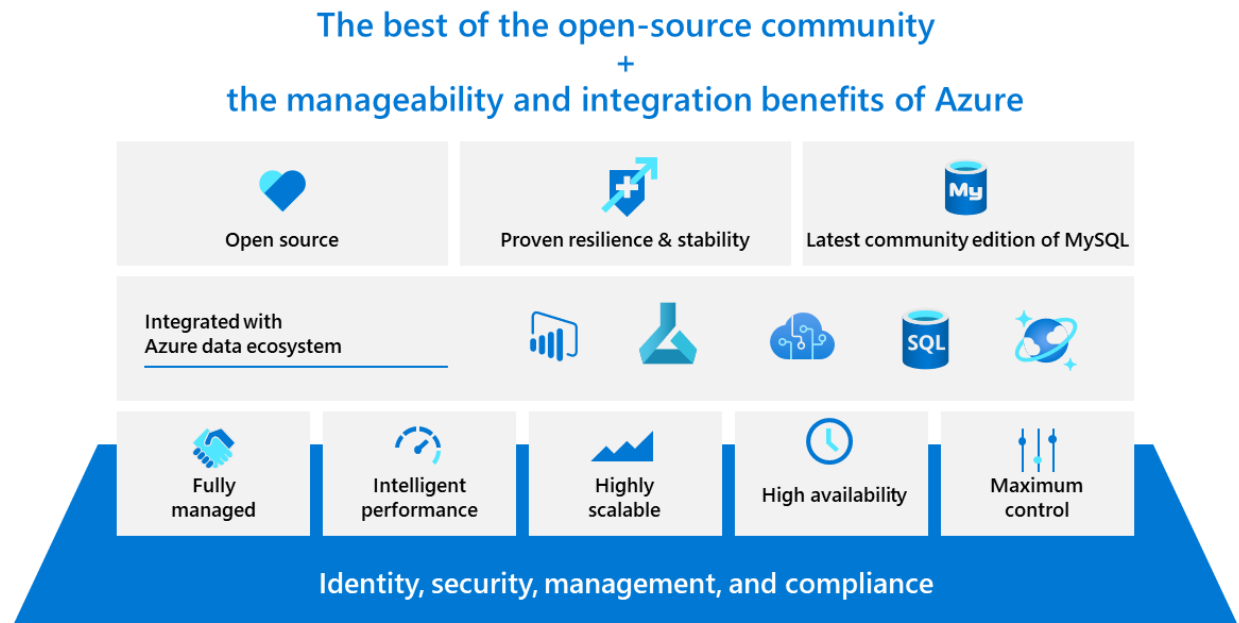 The best of the open-source community
+
the manageability and integration benefits of Azure
My
Open source
Proven resilience & stability
Latest community edition of MySQL
Integrated with
Azure data ecosystem
SQL
Fully
managed
Intelligent
performance
Highly
scalable
High availability
Maximum
control
Identity, security, management, and compliance